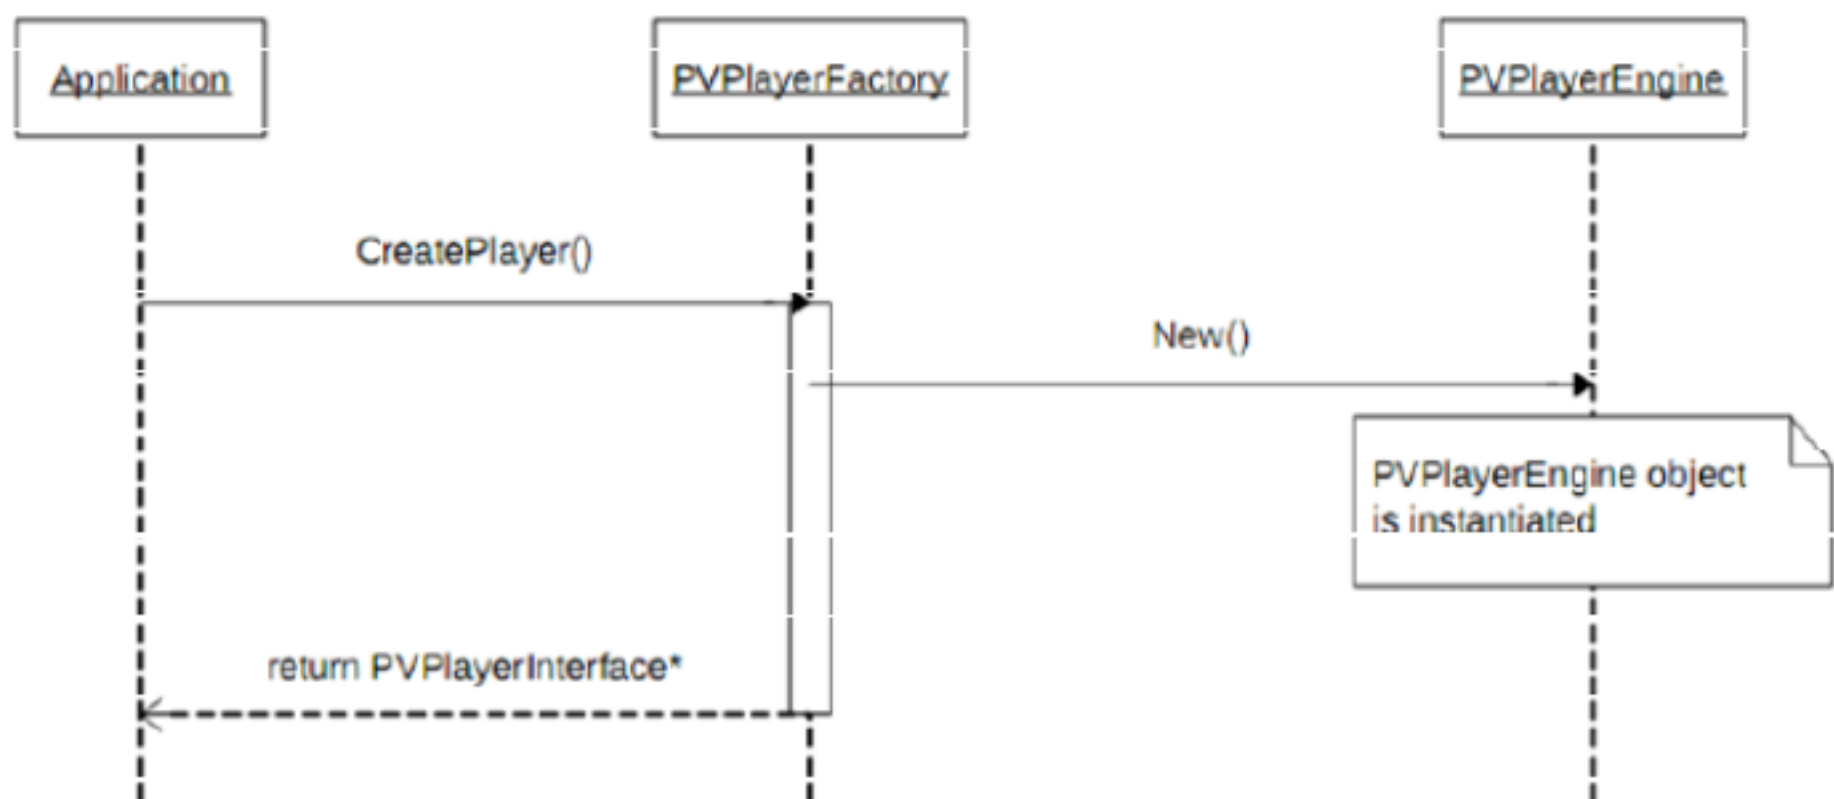 Application
PVPlayerFactory
PVPlayerEngine
CreatePlayer()
New()
PVPlayerEngine object
is instantiated
return PVPlayerInterface*